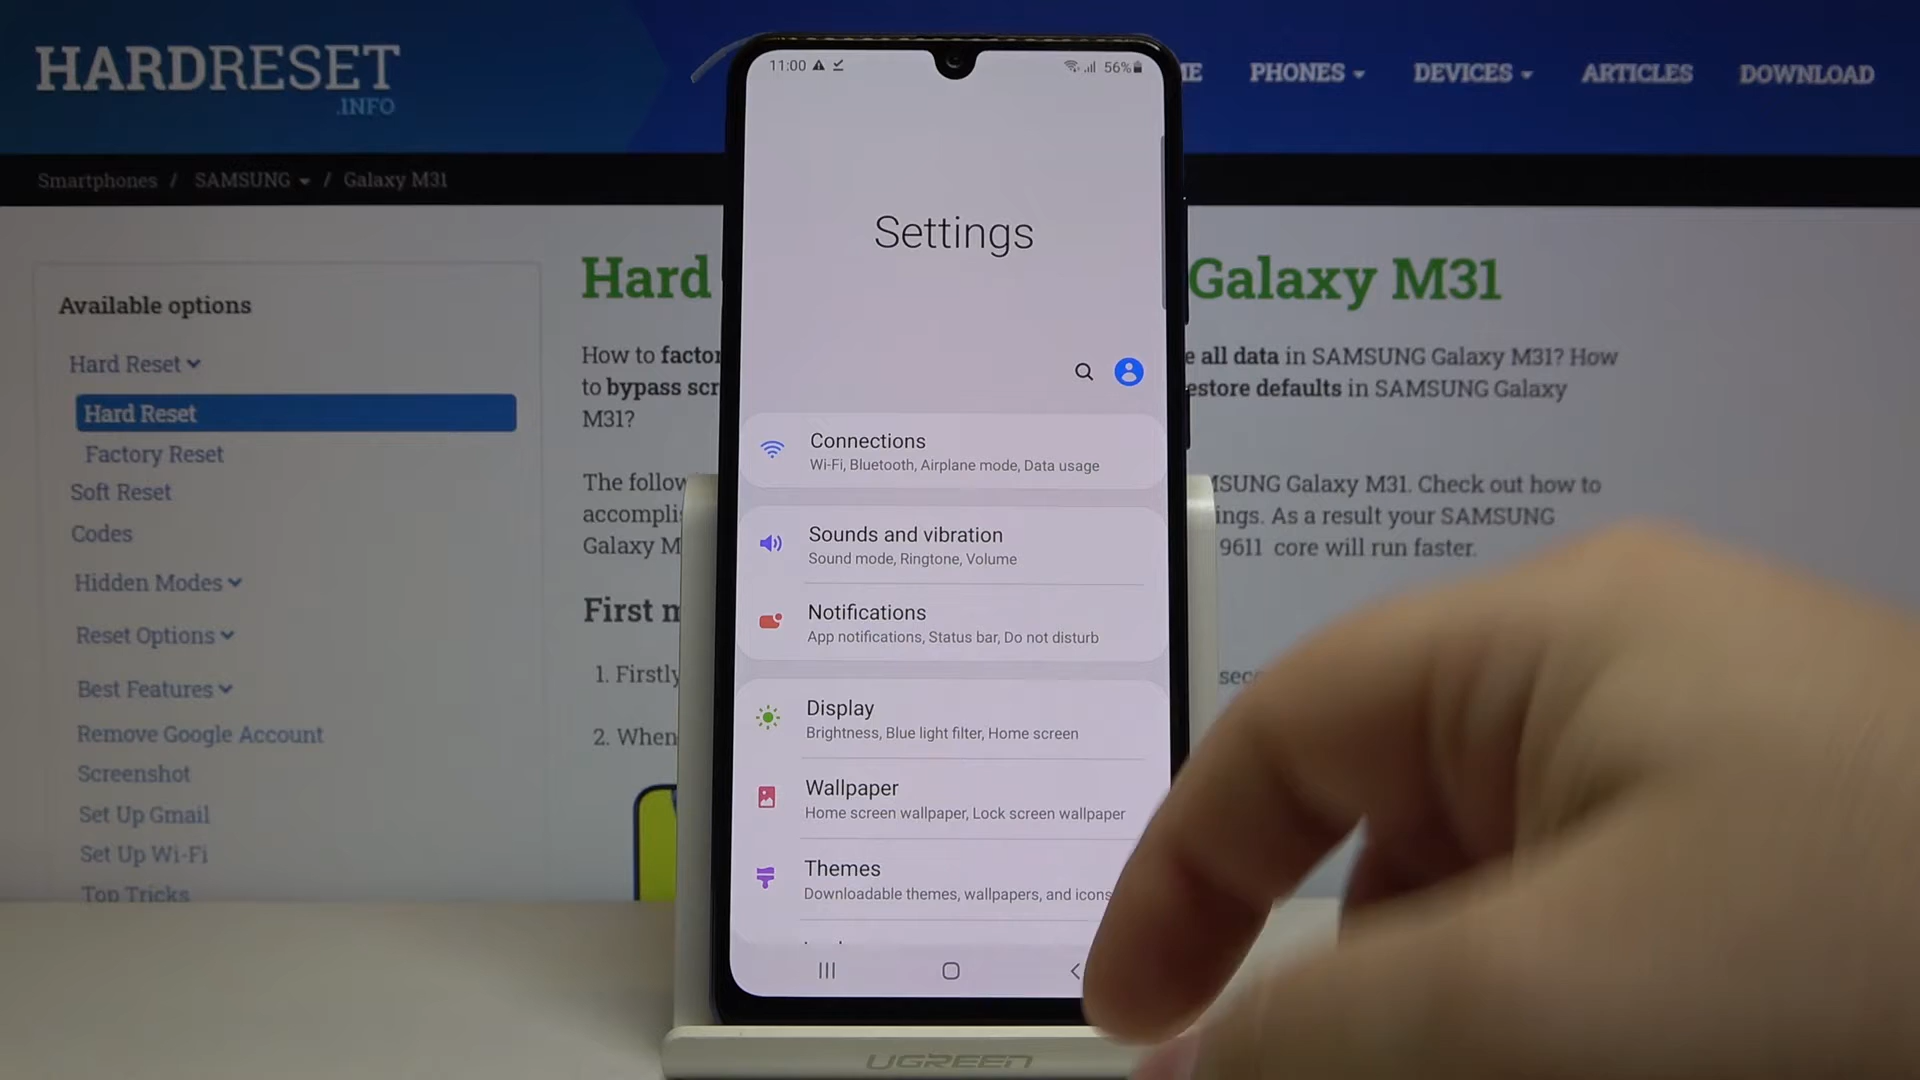 HARDRESET
.INFO
PHONES
DEVICES
ARTICLES
DOWNLOAD
Smartphones / SAMSUNG / Galaxy M31
Available options
Hard Reset
Hard Reset
Factory Reset
Soft Reset
Codes
Hidden Modes
Reset Options
Best Features
Remove Google Account
Screenshot
Set Up Gmail
Set Up Wi-Fi
Top Tricks
Hard Galaxy M31
How to all data in SAMSUNG Galaxy M31? How
to bypass in SAMSUNG Galaxy
M31?
The Galaxy M31. Check out how to
As a result your SAMSUNG
Galaxy 9611 core will run faster.
First
1. Firstly
2. When
11:00 56%
Settings
Connections
Wi-Fi, Bluetooth, Airplane mode, Data usage
Sounds and vibration
Sound mode, Ringtone, Volume
Notifications
App notifications, Status bar, Do not disturb
Display
Brightness, Blue light filter, Home screen
Wallpaper
Home screen wallpaper, Lock screen wallpaper
Themes
Downloadable themes, wallpapers, and icons
UGREEN